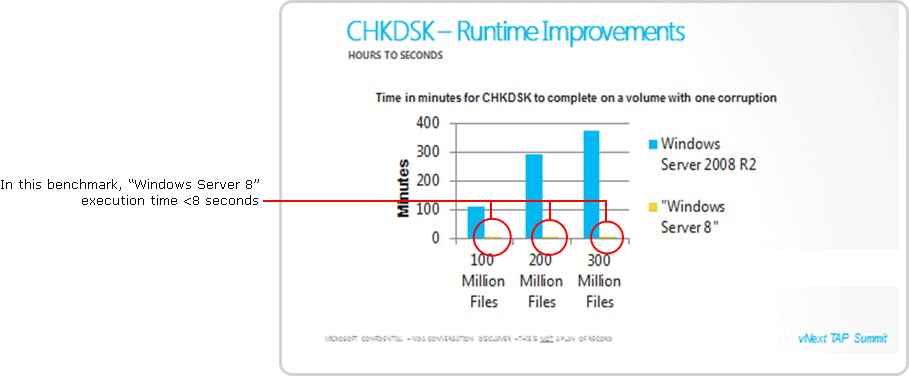 CHKDSK – Runtime Improvements
HOURS TO SECONDS
Time in minutes for CHKDSK to complete on a volume with one corruption
Minutes
400
300
200
100
0
100
Million
Files
200
Million
Files
300
Million
Files
Windows
Server 2008 R2
"Windows
Server 8"
In this benchmark, “Windows Server 8”
execution time <8 seconds
MICROSOFT CONFIDENTIAL – NDA CONVERSATION DISCLAIMER – THIS IS NOT A PLAN OF RECORD
vNext TAP Summit